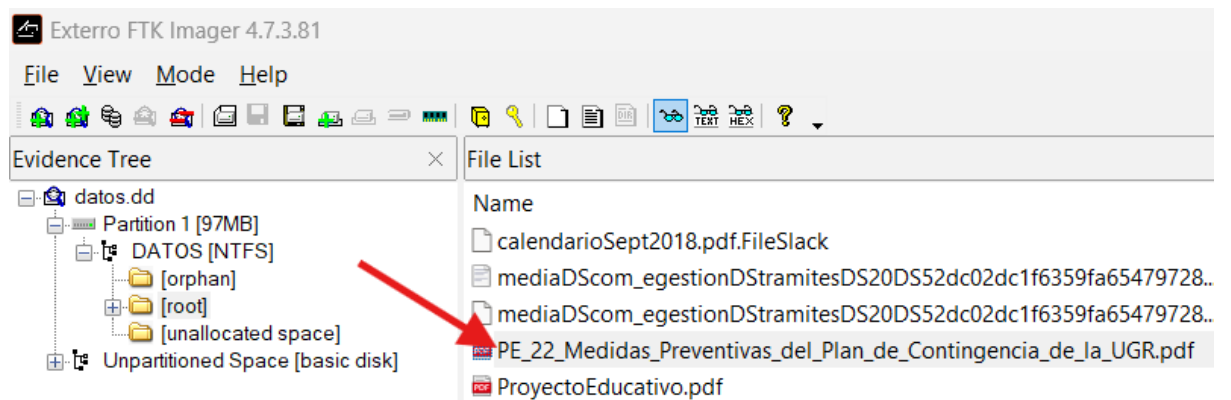 Exterro FTK Imager 4.7.3.81
File View Mode Help
TEXT HEX
Evidence Tree
datos.dd
Partition 1 [97MB]
DATOS [NTFS]
[orphan]
[root]
[unallocated space]
Unpartitioned Space [basic disk]
File List
Name
calendarioSept2018.pdf.FileSlack
mediaDScom_egestionDStramitesDS20DS52dc02dc1f6359fa65479728...
mediaDScom_egestionDStramitesDS20DS52dc02dc1f6359fa65479728...
PE_22_Medidas_Preventivas_del_Plan_de_Contingencia_de_la_UGR.pdf
ProyectoEducativo.pdf